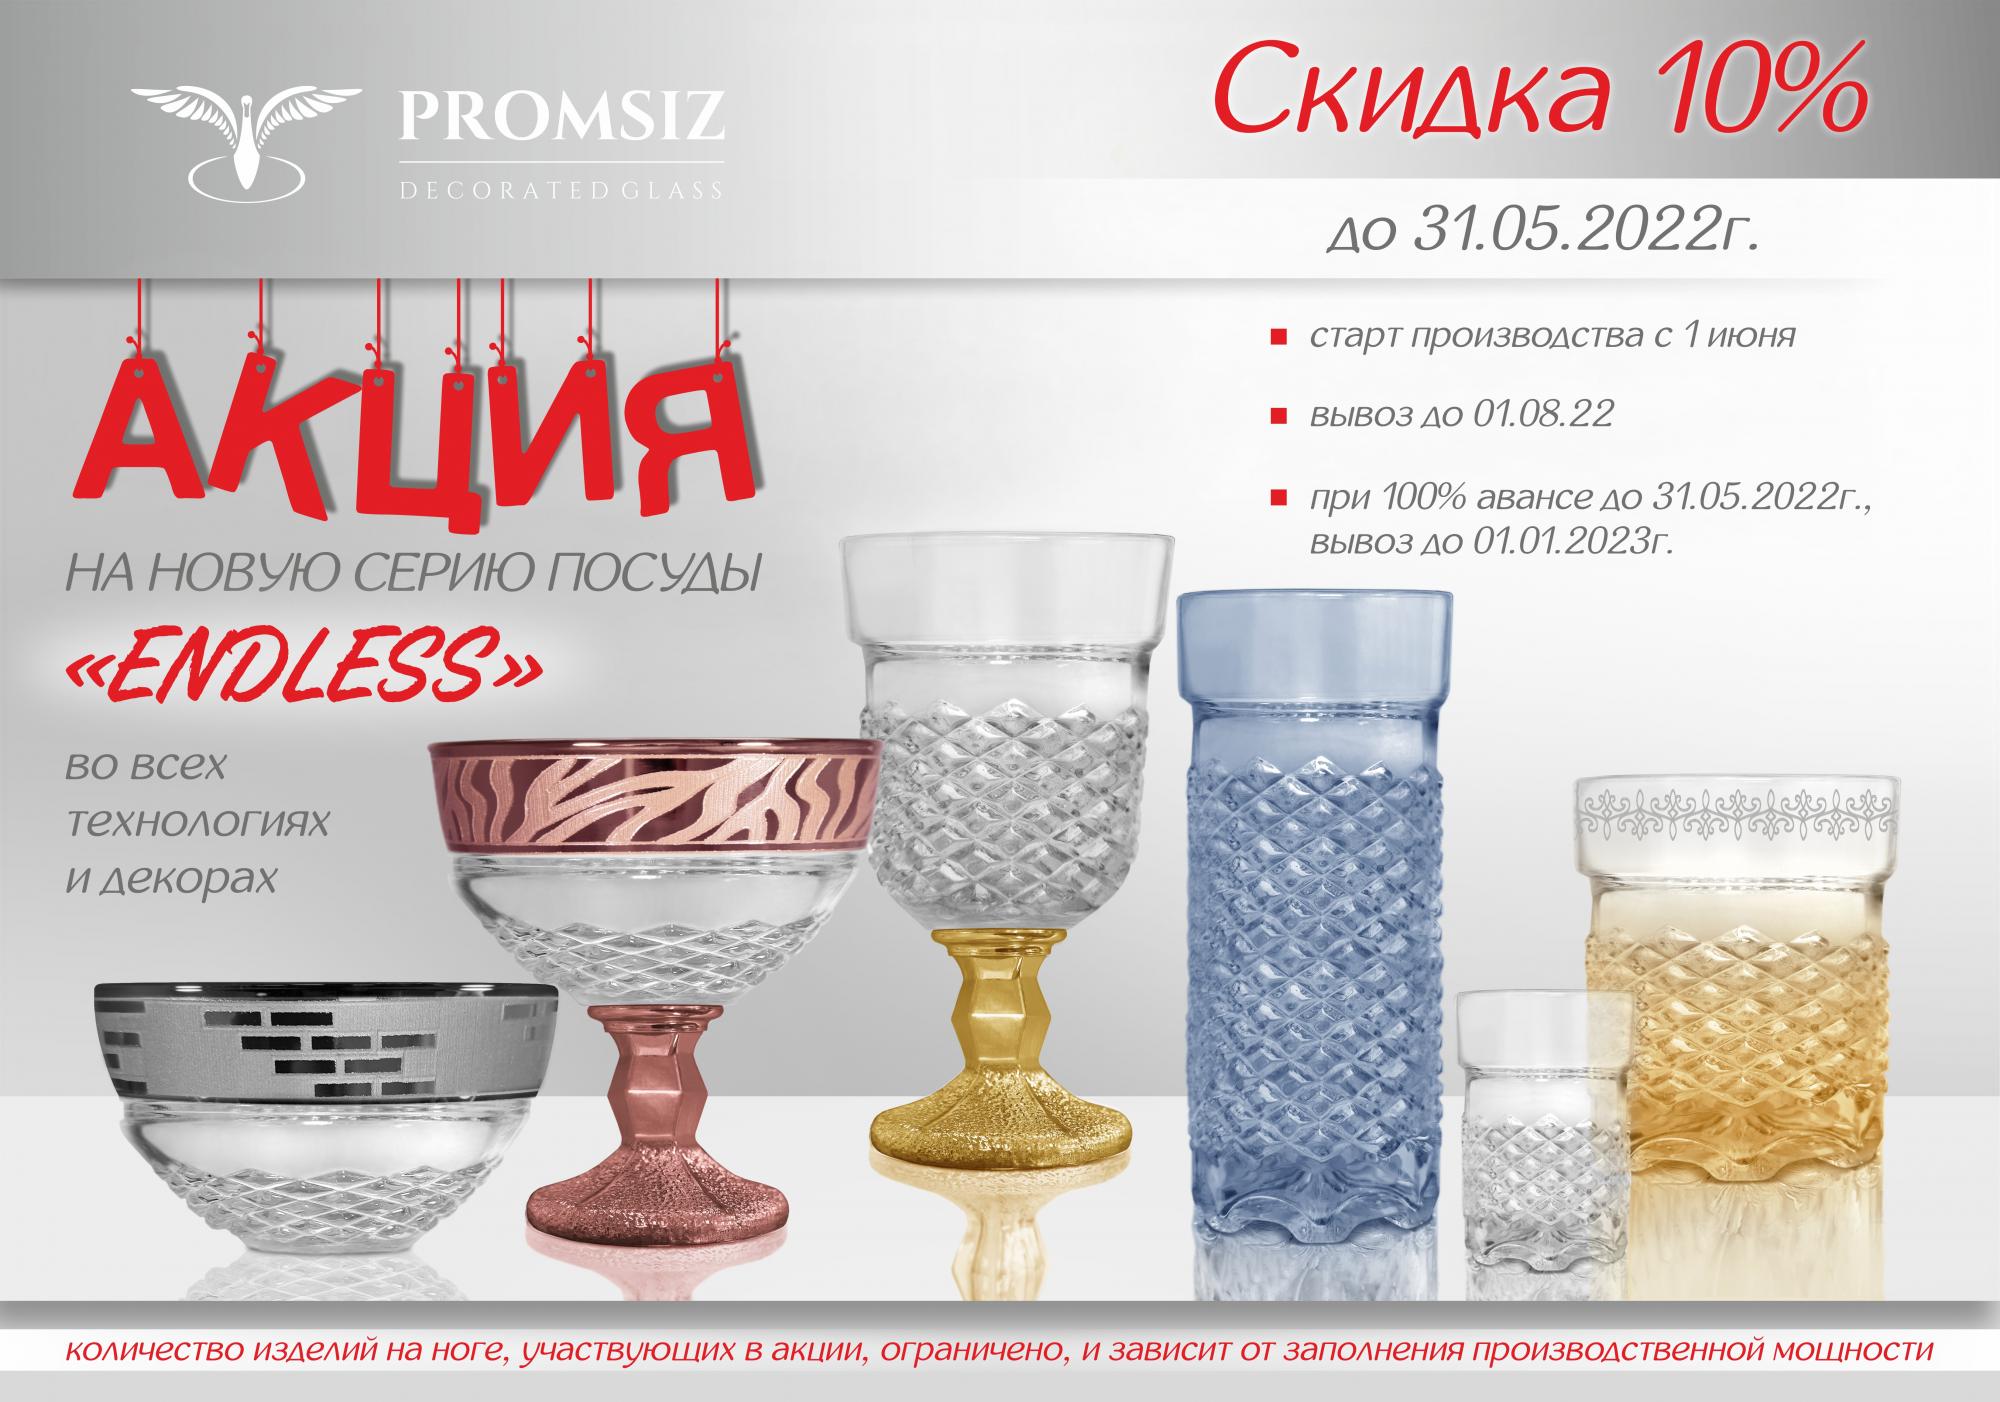 PROMSIZ
DECORATED GLASS
Скидка 10%
до 31.05.2022г.
АКЦИЯ
НА НОВУЮ СЕРИЮ ПОСУДЫ
«ENDLESS»
во всех
технологиях
и декорах
старт производства с 1 июня
вывоз до 01.08.22
при 100% авансе до 31.05.2022г.,
вывоз до 01.01.2023г.
количество изделий на ноге, участвующих в акции, ограничено, и зависит от заполнения производственной мощности